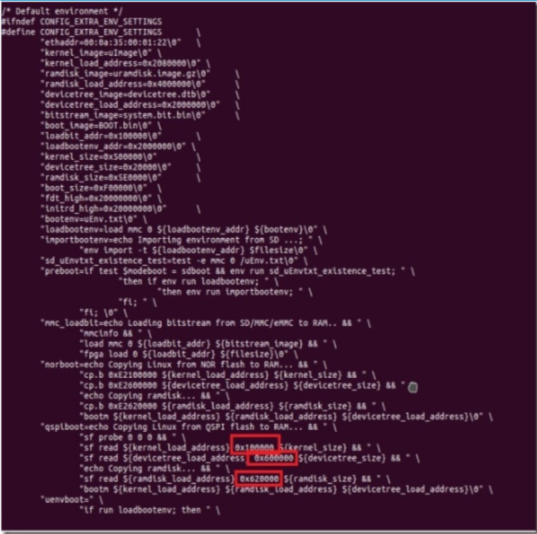 /* Default environment */
#ifndef CONFIG_EXTRA_ENV_SETTINGS
#define CONFIG_EXTRA_ENV_SETTINGS \
"ethaddr=00:0a:35:00:01:22\0" \
"kernel_image=uImage\0" \
"kernel_load_address=0x2080000\0" \
"ramdisk_image=uramdisk.image.gz\0" \
"ramdisk_load_address=0x4000000\0" \
"devicetree_image=devicetree.dtb\0" \
"devicetree_load_address=0x2000000\0" \
"bitstream_image=system.bit.bin\0" \
"boot_image=BOOT.bin\0" \
"loadbit_addr=0x100000\0" \
"loadbootenv_addr=0x2000000\0" \
"kernel_size=0x500000\0" \
"devicetree_size=0x20000\0" \
"ramdisk_size=0x5E0000\0" \
"boot_size=0xF00000\0" \
"fdt_high=0x20000000\0" \
"initrd_high=0x20000000\0" \
"bootenv=uEnv.txt\0" \
"loadbootenv=load mmc 0 ${loadbootenv_addr} ${bootenv}\0" \
"importbootenv=echo Importing environment from SD ...; " \
"env import -t ${loadbootenv_addr} $filesize\0" \
"sd_uEnvtxt_existence_test=test -e mmc 0 /uEnv.txt\0" \
"preboot=if test $modeboot = sdboot && env run sd_uEnvtxt_existence_test; " \
"then if env run loadbootenv; " \
"then env run importbootenv; " \
"fi; " \
"fi; \0" \
"mmc_loadbit=echo Loading bitstream from SD/MMC/eMMC to RAM.. && " \
"mmcinfo && " \
"load mmc 0 ${loadbit_addr} ${bitstream_image} && " \
"fpga load 0 ${loadbit_addr} ${filesize}\0" \
"norboot=echo Copying Linux from NOR flash to RAM... && " \
"cp.b 0xE2100000 ${kernel_load_address} ${kernel_size} && " \
"cp.b 0xE2600000 ${devicetree_load_address} ${devicetree_size} && "
"echo Copying ramdisk... && " \
"cp.b 0xE2620000 ${ramdisk_load_address} ${ramdisk_size} && " \
"bootm ${kernel_load_address} ${ramdisk_load_address} ${devicetree_load_address}\0" \
"qspiboot=echo Copying Linux from QSPI flash to RAM... && " \
"sf probe 0 0 0 && " \
"sf read ${kernel_load_address} 0x100000 ${kernel_size} && " \
"sf read ${devicetree_load_address 0x600000 ${devicetree_size} && " \
"echo Copying ramdisk... && " \
"sf read ${ramdisk_load_address} 0x620000 ${ramdisk_size} && " \
"bootm ${kernel_load_address} ${ramdisk_load_address} ${devicetree_load_address}\0" \
"uenvboot=" \
"if run loadbootenv; then " \